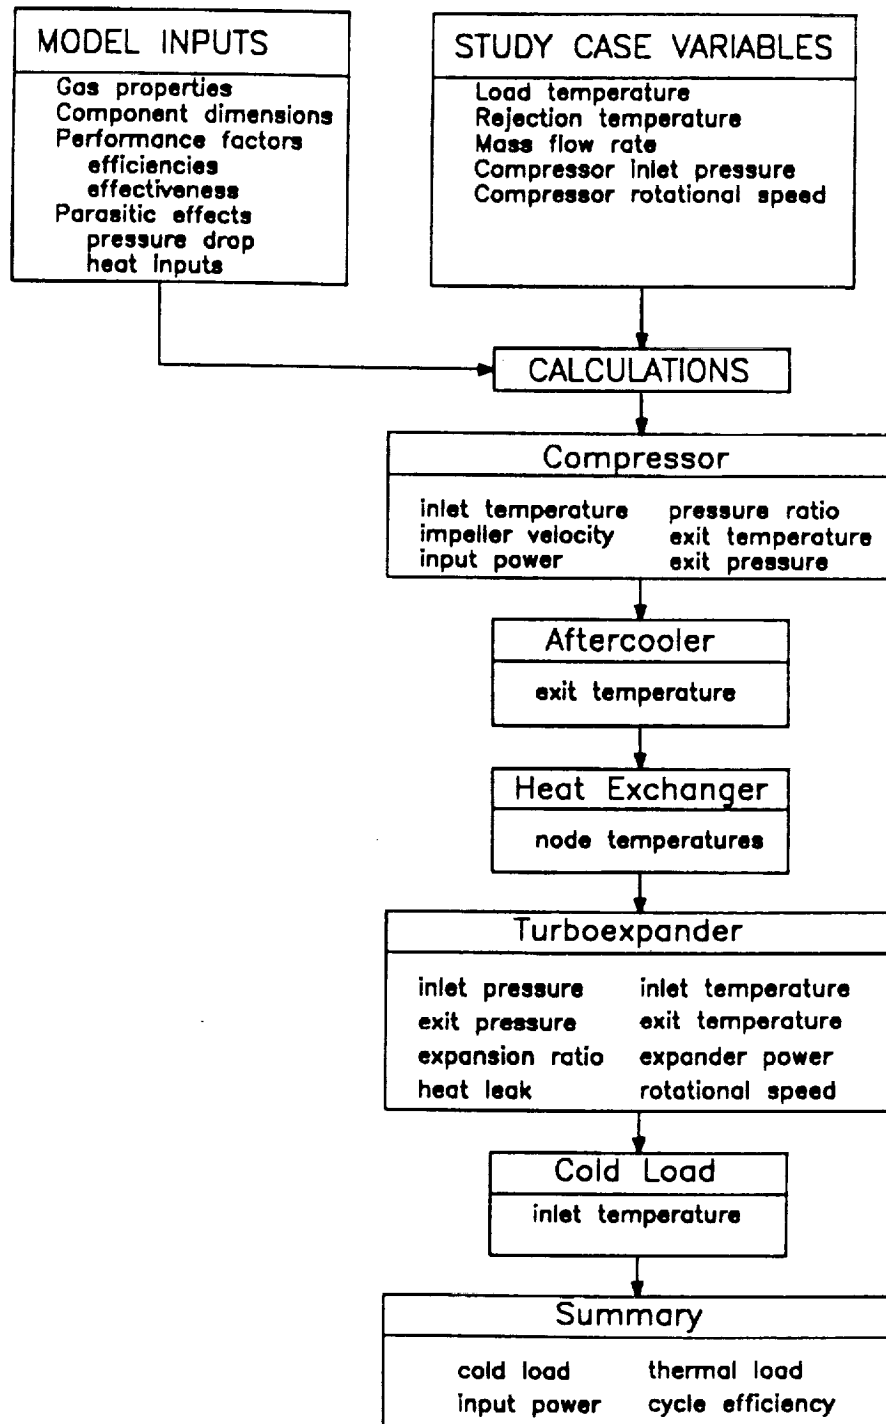 MODEL INPUTS
Gas properties
Component dimensions
Performance factors
efficiencies
effectiveness
Parasitic effects
pressure drop
heat inputs
STUDY CASE VARIABLES
Load temperature
Rejection temperature
Mass flow rate
Compressor inlet pressure
Compressor rotational speed
CALCULATIONS
Compressor
inlet temperature pressure ratio
impeller velocity exit temperature
input power exit pressure
Aftercooler
exit temperature
Heat Exchanger
node temperatures
Turboexpander
inlet pressure inlet temperature
exit pressure exit temperature
expansion ratio expander power
heat leak rotational speed
Cold Load
inlet temperature
Summary
cold load thermal load
input power cycle efficiency